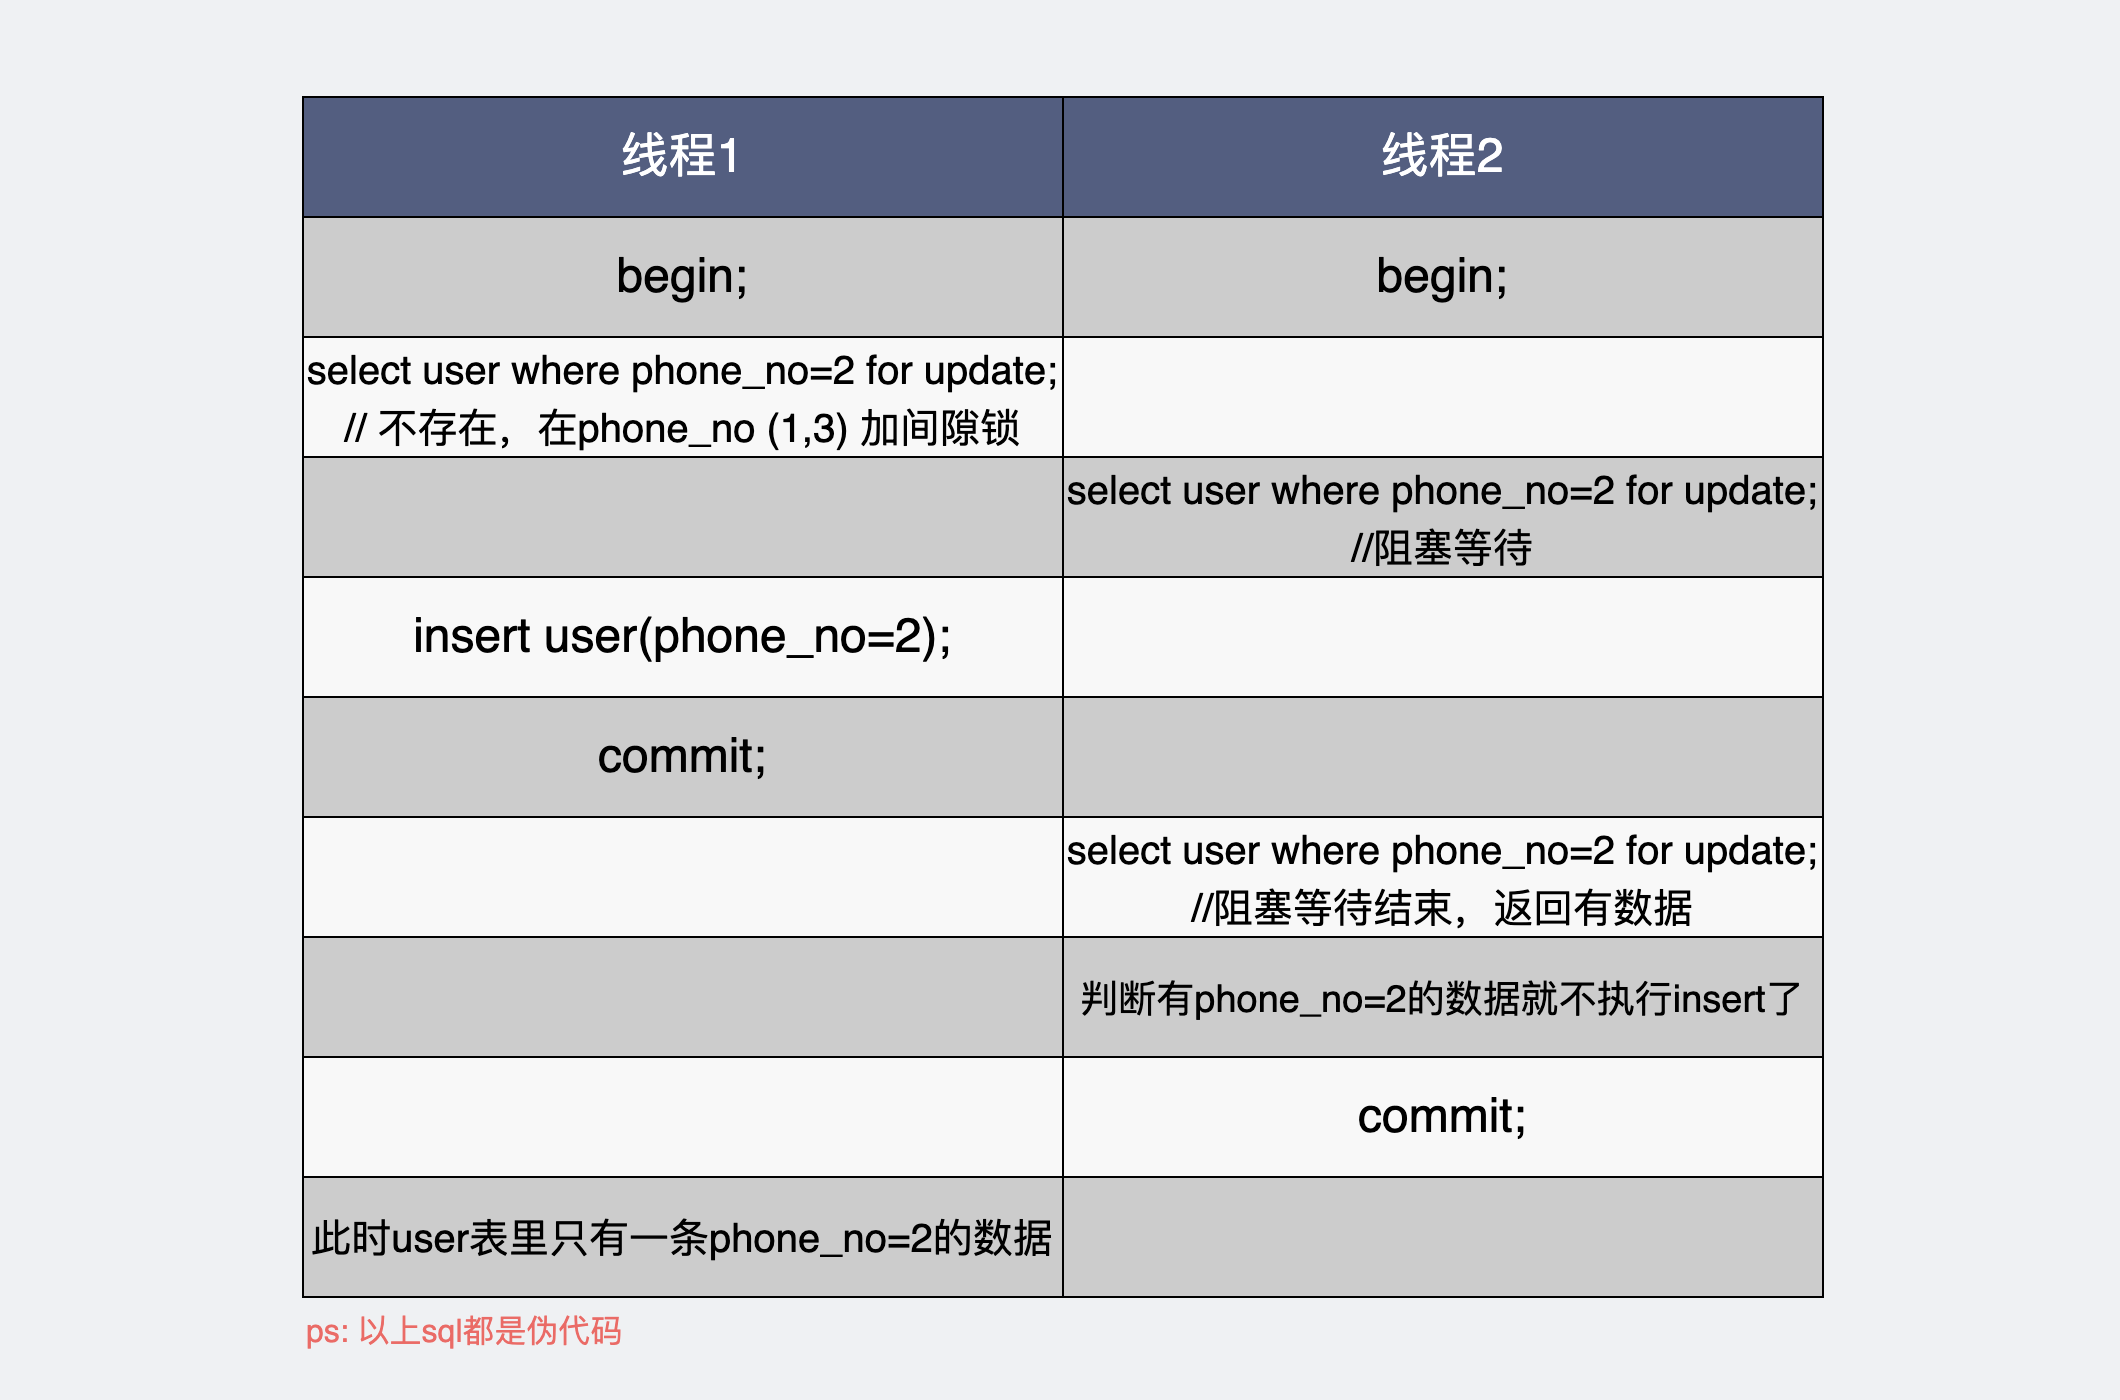 线程1
线程2
begin;
begin;
select user where phone_no=2 for update;
// 不存在，在phone_no (1,3) 加间隙锁
select user where phone_no=2 for update;
//阻塞等待
insert user(phone_no=2);
commit;
select user where phone_no=2 for update;
//阻塞等待结束，返回有数据
判断有phone_no=2的数据就不执行insert了
commit;
此时user表里只有一条phone_no=2的数据
ps: 以上sql都是伪代码